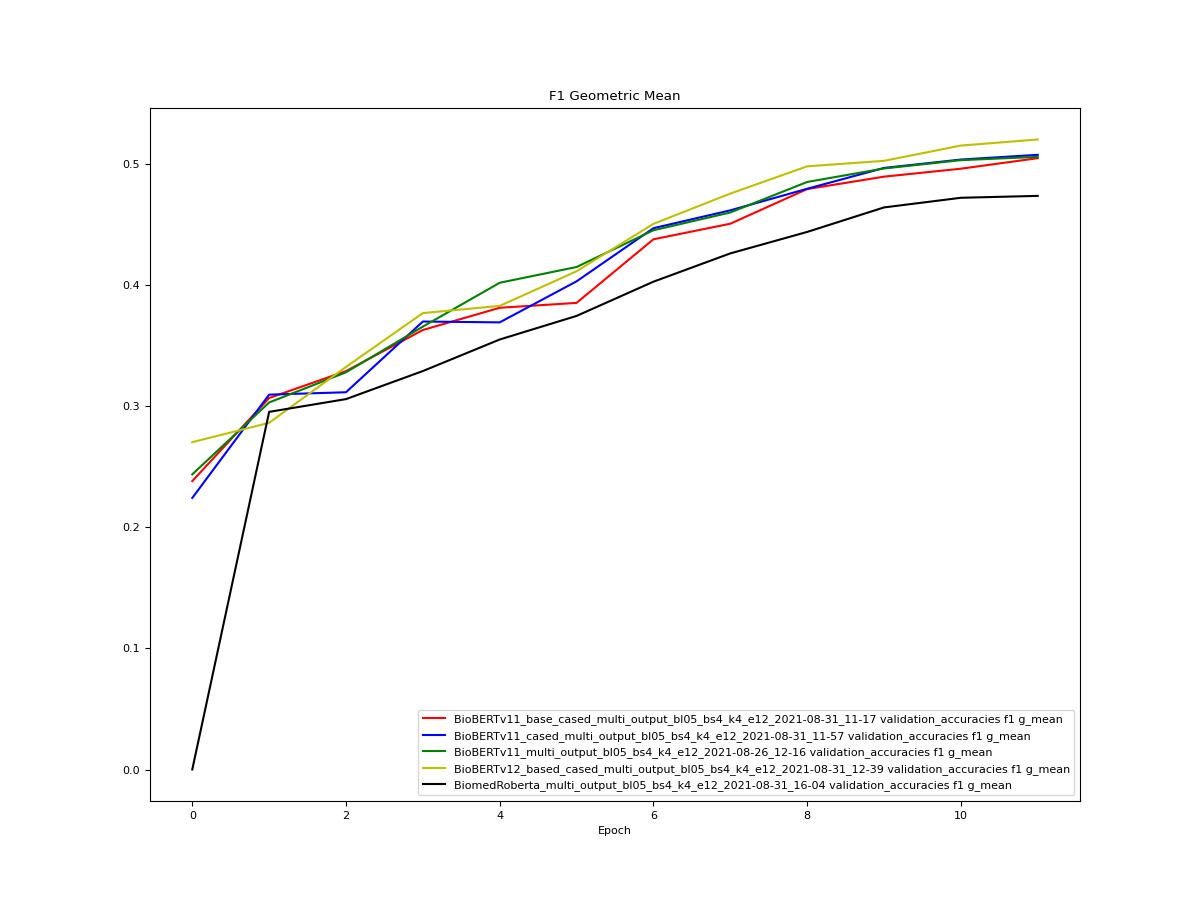 F1 Geometric Mean
0.5
0.4
0.3
0.2
0.1
0.0
BioBERTv11_base_cased_multi_output_bl05_bs4_k4_e12_2021-08-31_11-17 validation_accuracies f1 g_mean
BioBERTv11_cased_multi_output_bl05_bs4_k4_e12_2021-08-31_11-57 validation_accuracies f1 g_mean
BioBERTv11_multi_output_bl05_bs4_k4_e12_2021-08-26_12-16 validation_accuracies f1 g_mean
BioBERTv12_based_cased_multi_output_bl05_bs4_k4_e12_2021-08-31_12-39 validation_accuracies f1 g_mean
BiomedRoberta_multi_output_bl05_bs4_k4_e12_2021-08-31_16-04 validation_accuracies f1 g_mean
0 2 4 6 8 10
Epoch